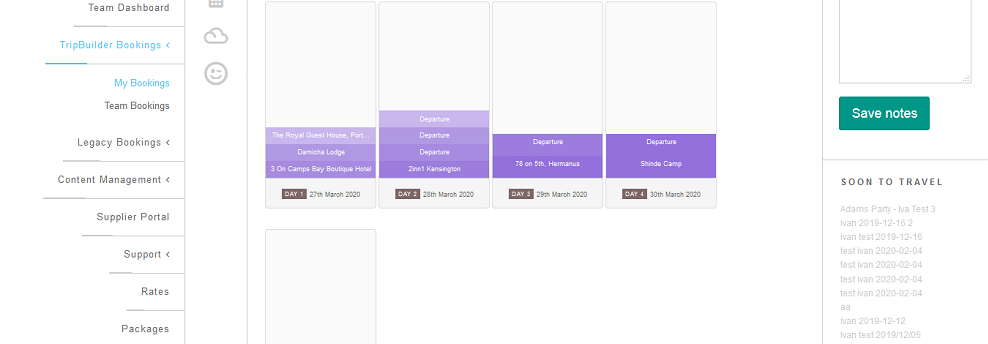 Team Dashboard
TripBuilder Bookings
My Bookings
Team Bookings
Legacy Bookings
Content Management
Supplier Portal
Support
Rates
Packages
The Royal Guest House, Port...
Damicha Lodge
3 On Camps Bay Boutique Hotel
DAY 1 27th March 2020
Departure
Departure
Departure
2inn1 Kensington
DAY 2 28th March 2020
Departure
78 on 5th, Hermanus
DAY 3 29th March 2020
Departure
Shinde Camp
DAY 4 30th March 2020
Save notes
SOON TO TRAVEL
Adams Party - iva Test 3
ivan 2019-12-16 2
ivan test 2019-12-16
test ivan 2020-02-04
test ivan 2020-02-04
test ivan 2020-02-04
test ivan 2020-02-04
aa
ivan 2019-12-12
Ivan test 2019/12/05